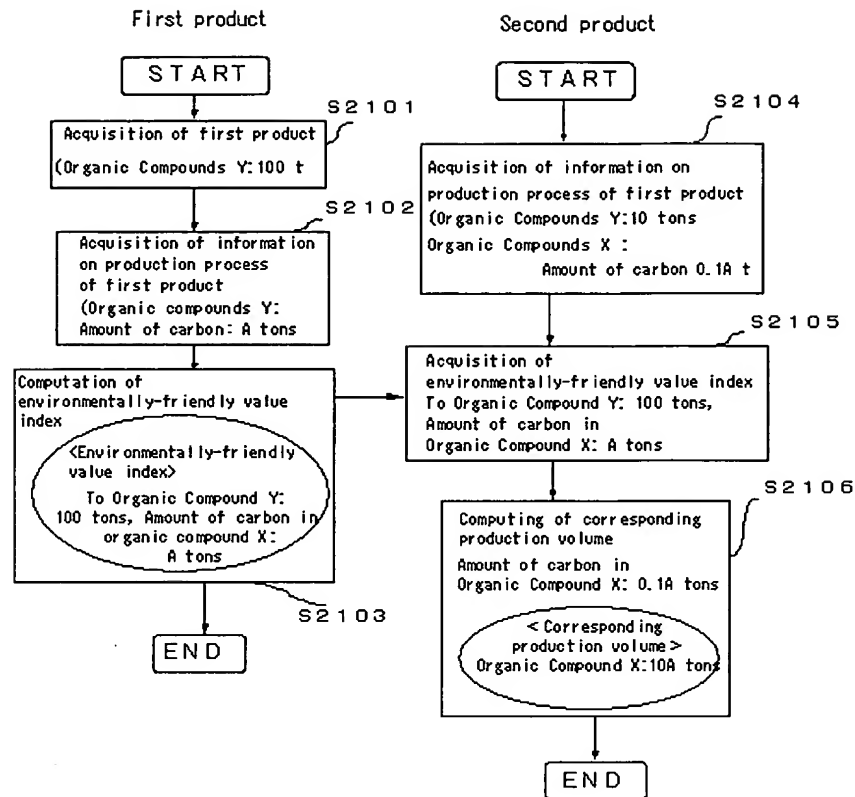 First product
START
S2101
Acquisition of first product
(Organic Compounds Y:100 t
S2102
Acquisition of information
on production process
of first product
(Organic compounds Y:
Amount of carbon: A tons
Computation of
environmentally-friendly value
index
<Environmentally-friendly
value index>
To Organic Compound Y:
100 tons, Amount of carbon in
organic compound X:
A tons
S2103
END
Second product
START
S2104
Acquisition of information on
production process of first product
(Organic Compounds Y:10 tons
Organic Compounds X :
Amount of carbon 0.1A t
S2105
Acquisition of
environmentally-friendly value index
To Organic Compound Y: 100 tons,
Amount of carbon in
Organic Compound X: A tons
S2106
Computing of corresponding
production volume
Amount of carbon in
Organic Compound X: 0.1A tons
< Corresponding
production volume>
Organic Compound X:10A tons
END